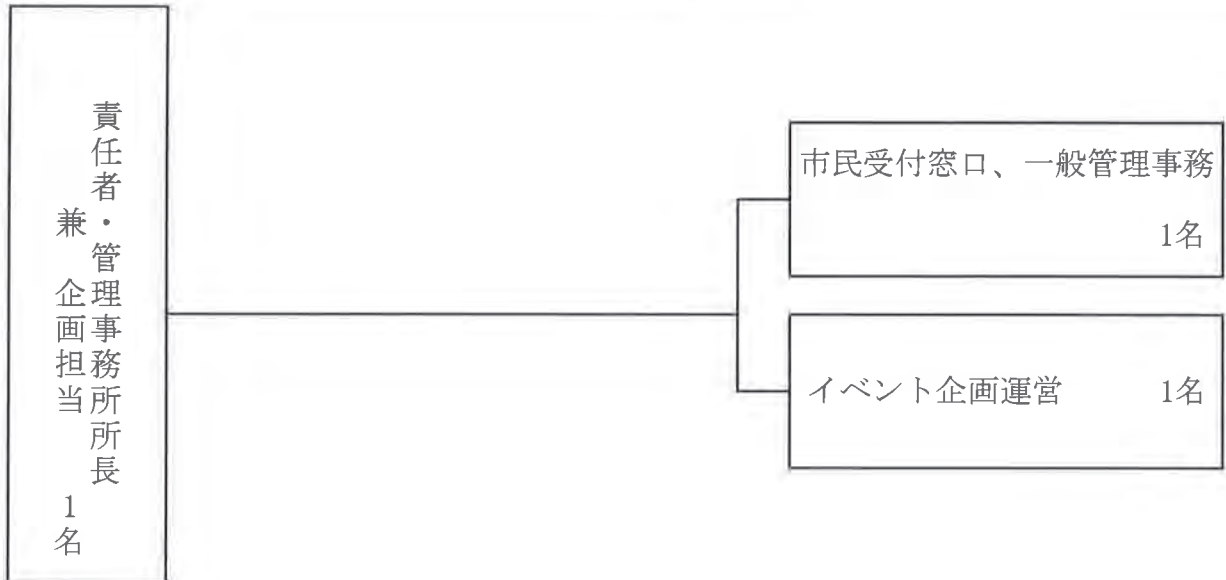 責任者・管理事務所所長
兼 企画担当 1名
市民受付窓口、一般管理事務
1名
イベント企画運営 1名